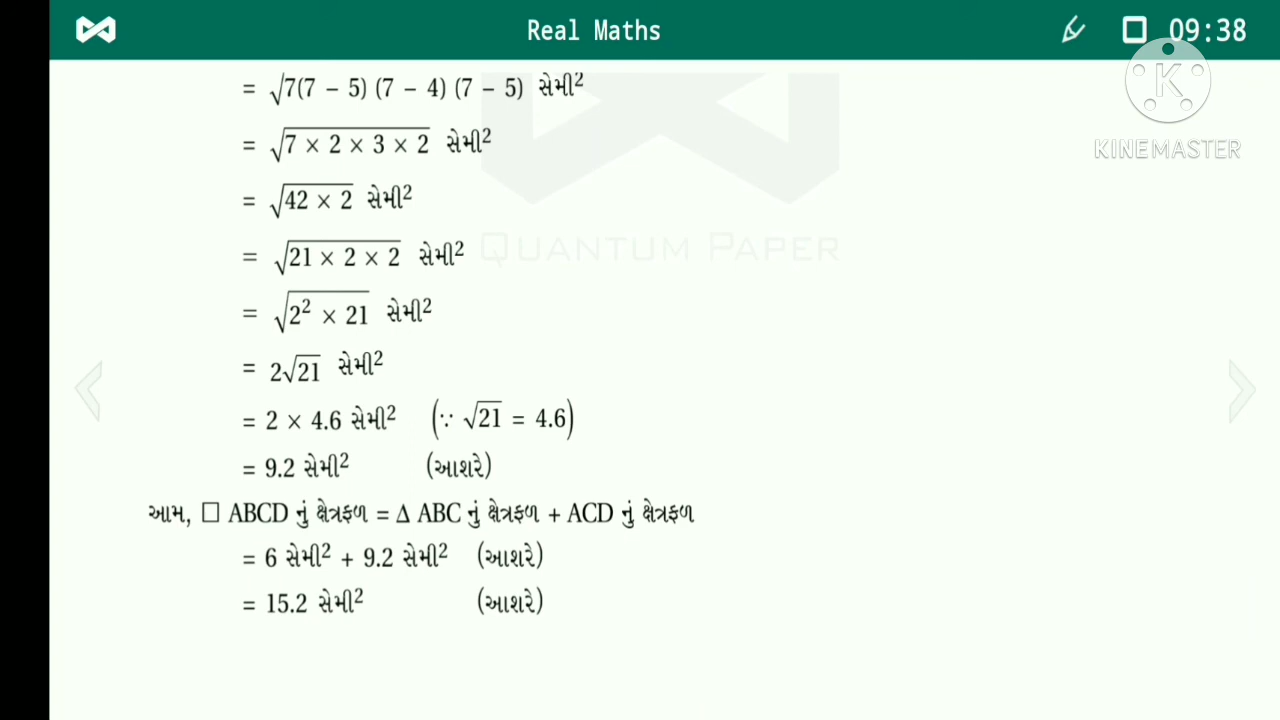 Real Maths
09:38
K
KINEMASTER
= √7(7 – 5) (7 – 4) (7 – 5) સેમી²
= √7 × 2 × 3 × 2 સેમી²
= √42 × 2 સેમી²
= √21 × 2 × 2 સેમી²
QUANTUM PAPER
= √2² × 21 સેમી²
= 2√21 સેમી²
= 2 × 4.6 સેમી² (∵ √21 = 4.6)
= 9.2 સેમી² (આશરે)
આમ, □ ABCD નું ક્ષેત્રફળ = Δ ABC નું ક્ષેત્રફળ + ACD નું ક્ષેત્રફળ
= 6 સેમી² + 9.2 સેમી² (આશરે)
= 15.2 સેમી² (આશરે)